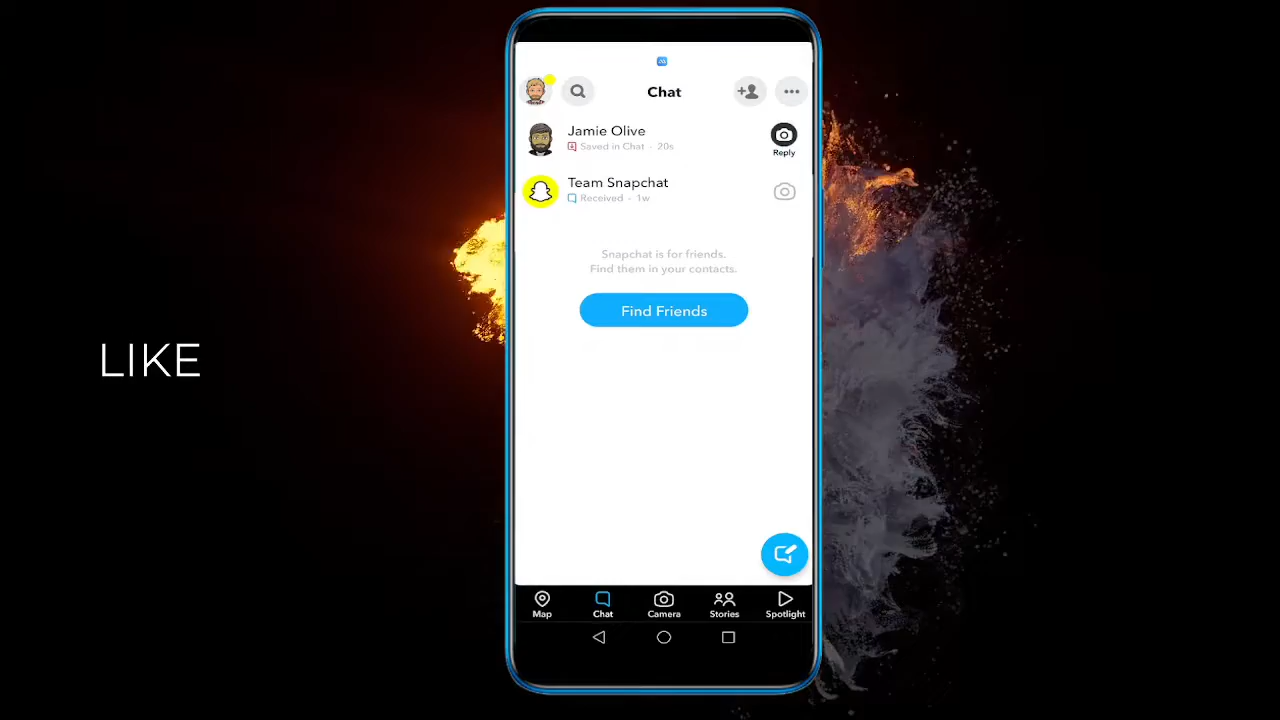 LIKE
Chat
Jamie Olive
Saved in Chat · 20s
Reply
Team Snapchat
Received · 1w
Snapchat is for friends.
Find them in your contacts.
Find Friends
Map
Chat
Camera
Stories
Spotlight